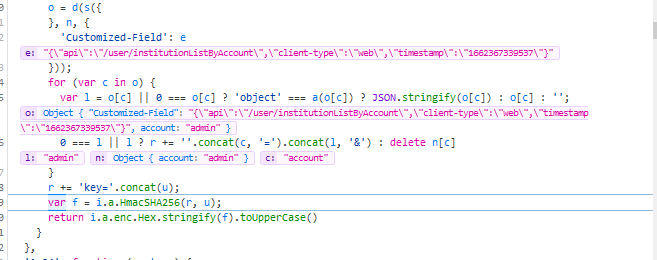 o = d(s({
}, n, {
'Customized-Field': e
e: "{\"api\":\"/user/institutionListByAccount\",\"client-type\":\"web\",\"timestamp\":\"1662367339537\"}"
}));
for (var c in o) {
var l = o[c] || 0 === o[c] ? 'object' === a(o[c]) ? JSON.stringify(o[c]) : o[c] : '';
o: Object { "Customized-Field": "{\"api\":\"/user/institutionListByAccount\",\"client-type\":\"web\",\"timestamp
\":\"1662367339537\"}", account: "admin" }
0 === l || l ? r += ''.concat(c, '=').concat(l, '&') : delete n[c]
l: "admin" n: Object { account: "admin" } c: "account"
}
r += 'key='.concat(u);
var f = i.a.HmacSHA256(r, u);
return i.a.enc.Hex.stringify(f).toUpperCase()
}
},